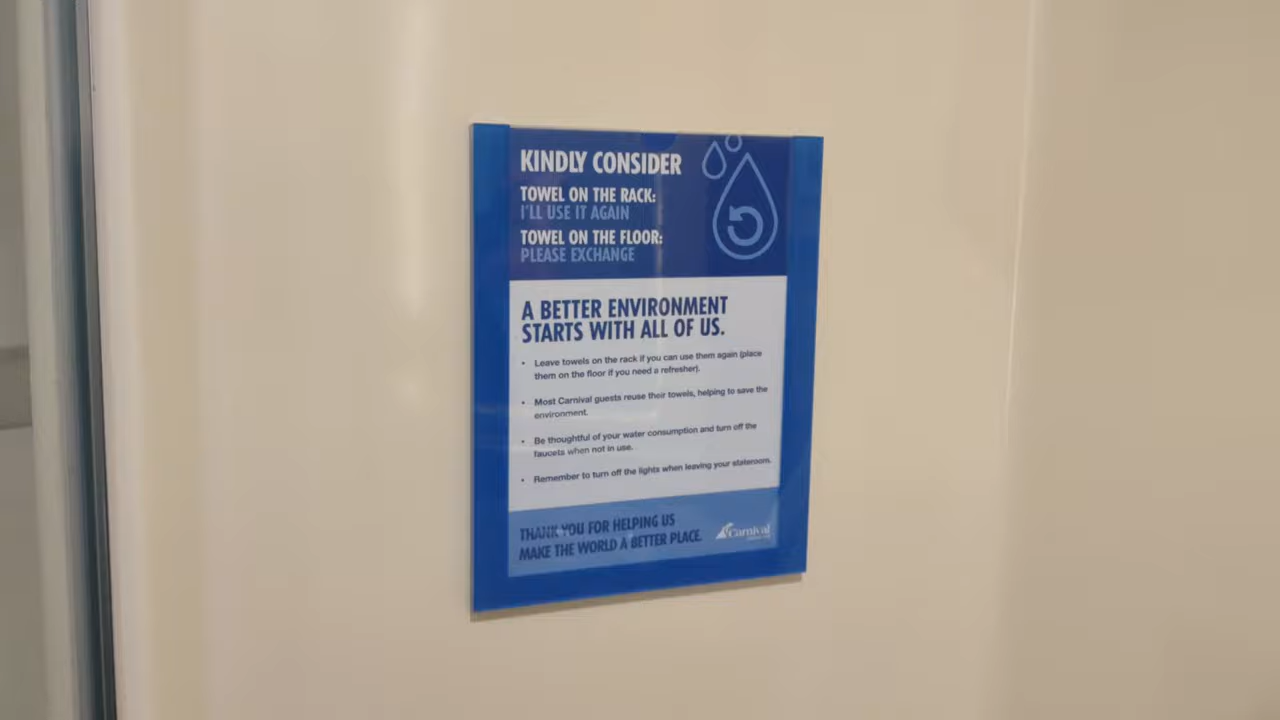 KINDLY CONSIDER
TOWEL ON THE RACK:
I'LL USE IT AGAIN
TOWEL ON THE FLOOR:
PLEASE EXCHANGE
A BETTER ENVIRONMENT
STARTS WITH ALL OF US.
• Leave towels on the rack if you can use them again (place
them on the floor if you need a refresher).
• Most Carnival guests reuse their towels, helping to save the
environment.
• Be thoughtful of your water consumption and turn off the
faucets when not in use.
• Remember to turn off the lights when leaving your stateroom.
THANK YOU FOR HELPING US
MAKE THE WORLD A BETTER PLACE.
Carnival